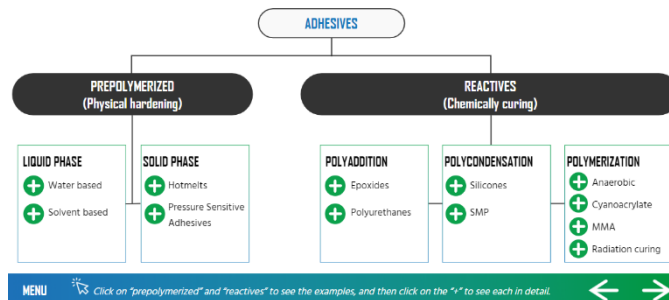 ADHESIVES
PREPOLYMERIZED
(Physical hardening)
REACTIVES
(Chemically curing)
LIQUID PHASE
Water based
Solvent based
SOLID PHASE
Hotmelts
Pressure Sensitive
Adhesives
POLYADDITION
Epoxides
Polyurethanes
POLYCONDENSATION
Silicones
SMP
POLYMERIZATION
Anaerobic
Cyanoacrylate
MMA
Radiation curing
MENU
Click on "prepolymerized" and "reactives" to see the examples, and then click on the "+" to see each in detail.